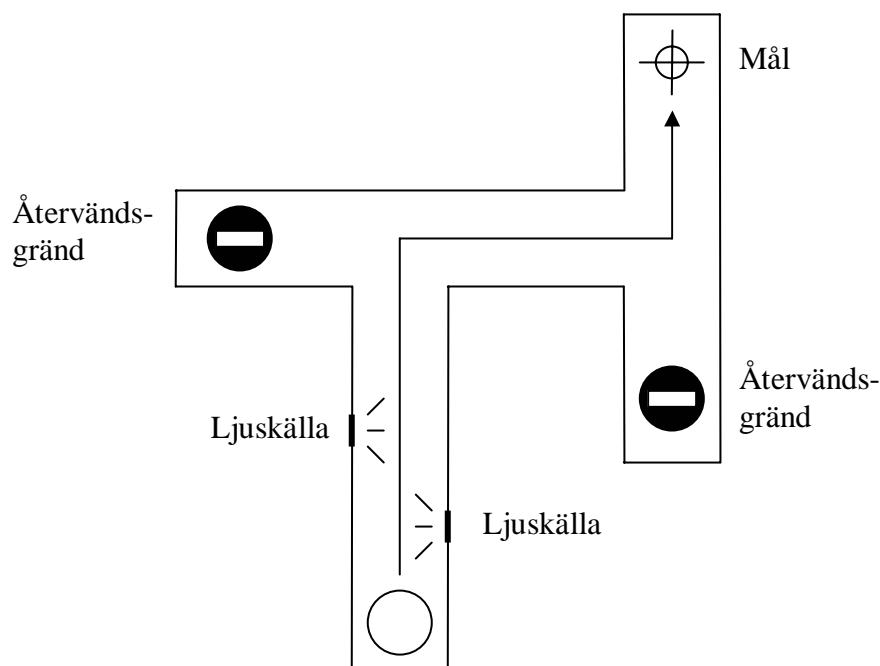 Mål
Återvänds-
gränd
Återvänds-
gränd
Ljuskälla
Ljuskälla